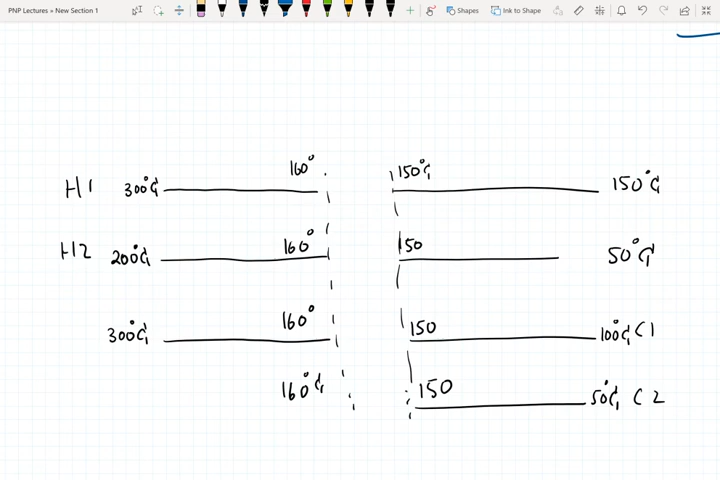 PNP Lectures » New Section 1
Shapes
Ink to Shape
H1 300°C 160° 150°C 150°C
H2 200°C 160° 150 50°C
300°C 160° 150 100°C C1
160°C 150 50°C C2